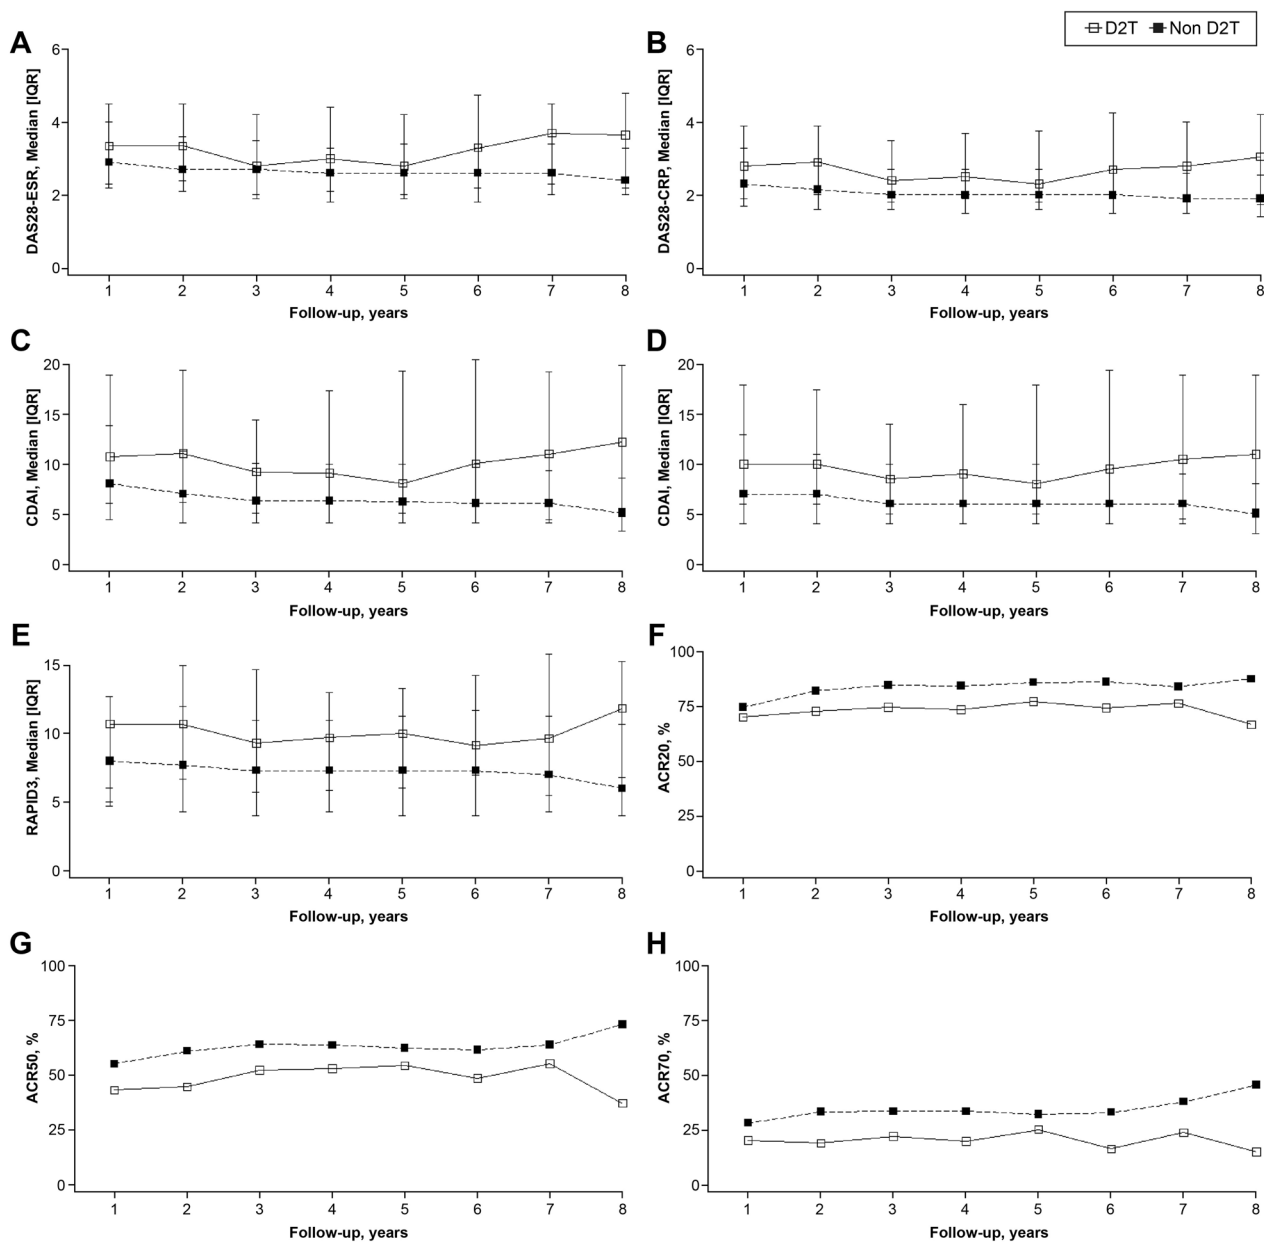 D2T Non D2T
A
DAS28-ESR, Median [IQR]
6
4
2
0
1 2 3 4 5 6 7 8
Follow-up, years
B
DAS28-CRP, Median [IQR]
6
4
2
0
1 2 3 4 5 6 7 8
Follow-up, years
C
CDAI, Median [IQR]
20
15
10
5
0
1 2 3 4 5 6 7 8
Follow-up, years
D
CDAI, Median [IQR]
20
15
10
5
0
1 2 3 4 5 6 7 8
Follow-up, years
E
RAPID3, Median [IQR]
15
10
5
0
1 2 3 4 5 6 7 8
Follow-up, years
F
ACR20, %
100
75
50
25
0
1 2 3 4 5 6 7 8
Follow-up, years
G
ACR50, %
100
75
50
25
0
1 2 3 4 5 6 7 8
Follow-up, years
H
ACR70, %
100
75
50
25
0
1 2 3 4 5 6 7 8
Follow-up, years